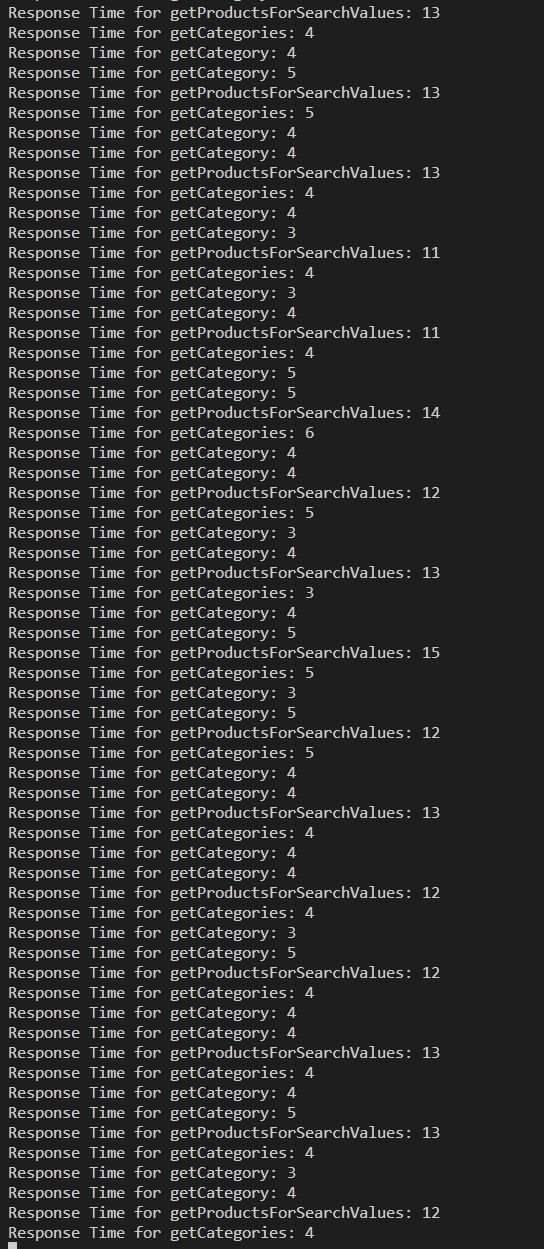 Response Time for getProductsForSearchValues: 13
Response Time for getCategories: 4
Response Time for getCategory: 4
Response Time for getCategory: 5
Response Time for getProductsForSearchValues: 13
Response Time for getCategories: 5
Response Time for getCategory: 4
Response Time for getCategory: 4
Response Time for getProductsForSearchValues: 13
Response Time for getCategories: 4
Response Time for getCategory: 4
Response Time for getCategory: 3
Response Time for getProductsForSearchValues: 11
Response Time for getCategories: 4
Response Time for getCategory: 3
Response Time for getCategory: 4
Response Time for getProductsForSearchValues: 11
Response Time for getCategories: 4
Response Time for getCategory: 5
Response Time for getCategory: 5
Response Time for getProductsForSearchValues: 14
Response Time for getCategories: 6
Response Time for getCategory: 4
Response Time for getCategory: 4
Response Time for getProductsForSearchValues: 12
Response Time for getCategories: 5
Response Time for getCategory: 3
Response Time for getCategory: 4
Response Time for getProductsForSearchValues: 13
Response Time for getCategories: 3
Response Time for getCategory: 4
Response Time for getCategory: 5
Response Time for getProductsForSearchValues: 15
Response Time for getCategories: 5
Response Time for getCategory: 3
Response Time for getCategory: 5
Response Time for getProductsForSearchValues: 12
Response Time for getCategories: 5
Response Time for getCategory: 4
Response Time for getCategory: 4
Response Time for getProductsForSearchValues: 13
Response Time for getCategories: 4
Response Time for getCategory: 4
Response Time for getCategory: 4
Response Time for getProductsForSearchValues: 12
Response Time for getCategories: 4
Response Time for getCategory: 3
Response Time for getCategory: 5
Response Time for getProductsForSearchValues: 12
Response Time for getCategories: 4
Response Time for getCategory: 4
Response Time for getCategory: 4
Response Time for getProductsForSearchValues: 13
Response Time for getCategories: 4
Response Time for getCategory: 4
Response Time for getCategory: 5
Response Time for getProductsForSearchValues: 13
Response Time for getCategories: 4
Response Time for getCategory: 3
Response Time for getCategory: 4
Response Time for getProductsForSearchValues: 12
Response Time for getCategories: 4